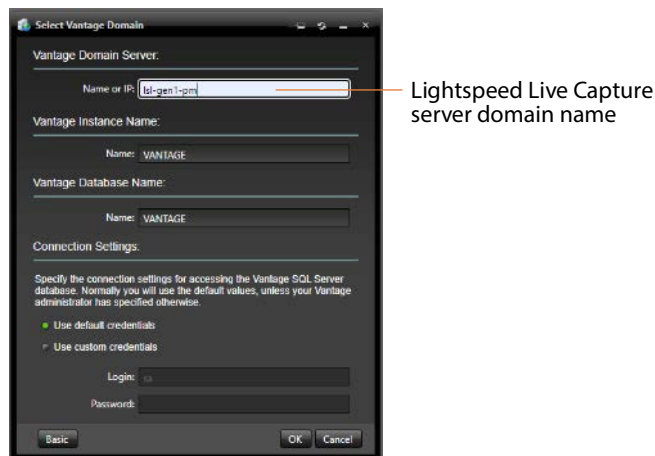 Select Vantage Domain
Vantage Domain Server:
Name or IP: lsl-gen1-pm
Lightspeed Live Capture
server domain name
Vantage Instance Name:
Name: VANTAGE
Vantage Database Name:
Name: VANTAGE
Connection Settings:
Specify the connection settings for accessing the Vantage SQL Server
database. Normally you will use the default values, unless your Vantage
administrator has specified otherwise.
Use default credentials
Use custom credentials
Login: sa
Password:
Basic OK Cancel